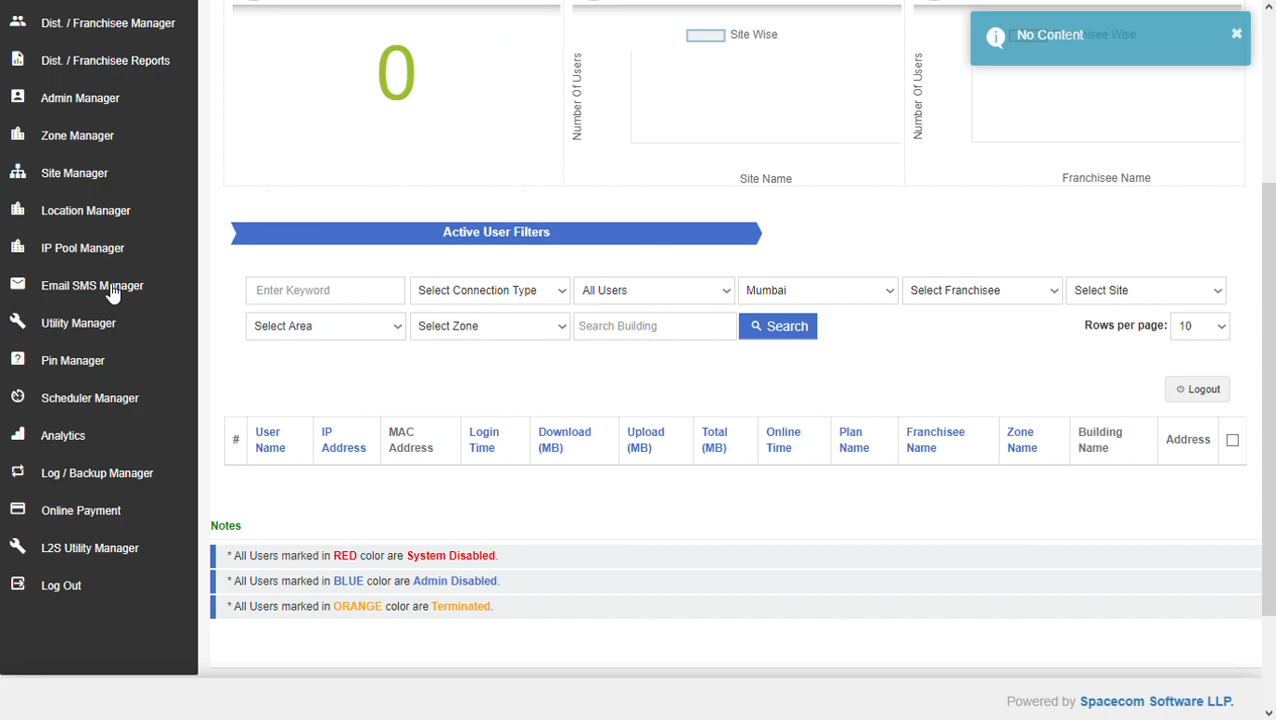 Dist. / Franchisee Manager
Dist. / Franchisee Reports
Admin Manager
Zone Manager
Site Manager
Location Manager
IP Pool Manager
Email SMS Manager
Utility Manager
Pin Manager
Scheduler Manager
Analytics
Log / Backup Manager
Online Payment
L2S Utility Manager
Log Out
0
Number Of Users
Site Wise
Site Name
Number Of Users
Franchisee Wise
Franchisee Name
No Content
×
Active User Filters
Enter Keyword
Select Connection Type
All Users
Mumbai
Select Franchisee
Select Site
Select Area
Select Zone
Search Building
Search
Rows per page:
10
Logout
#
User Name
IP Address
MAC Address
Login Time
Download (MB)
Upload (MB)
Total (MB)
Online Time
Plan Name
Franchisee Name
Zone Name
Building Name
Address
Notes
* All Users marked in RED color are System Disabled.
* All Users marked in BLUE color are Admin Disabled.
* All Users marked in ORANGE color are Terminated.
Powered by Spacecom Software LLP.